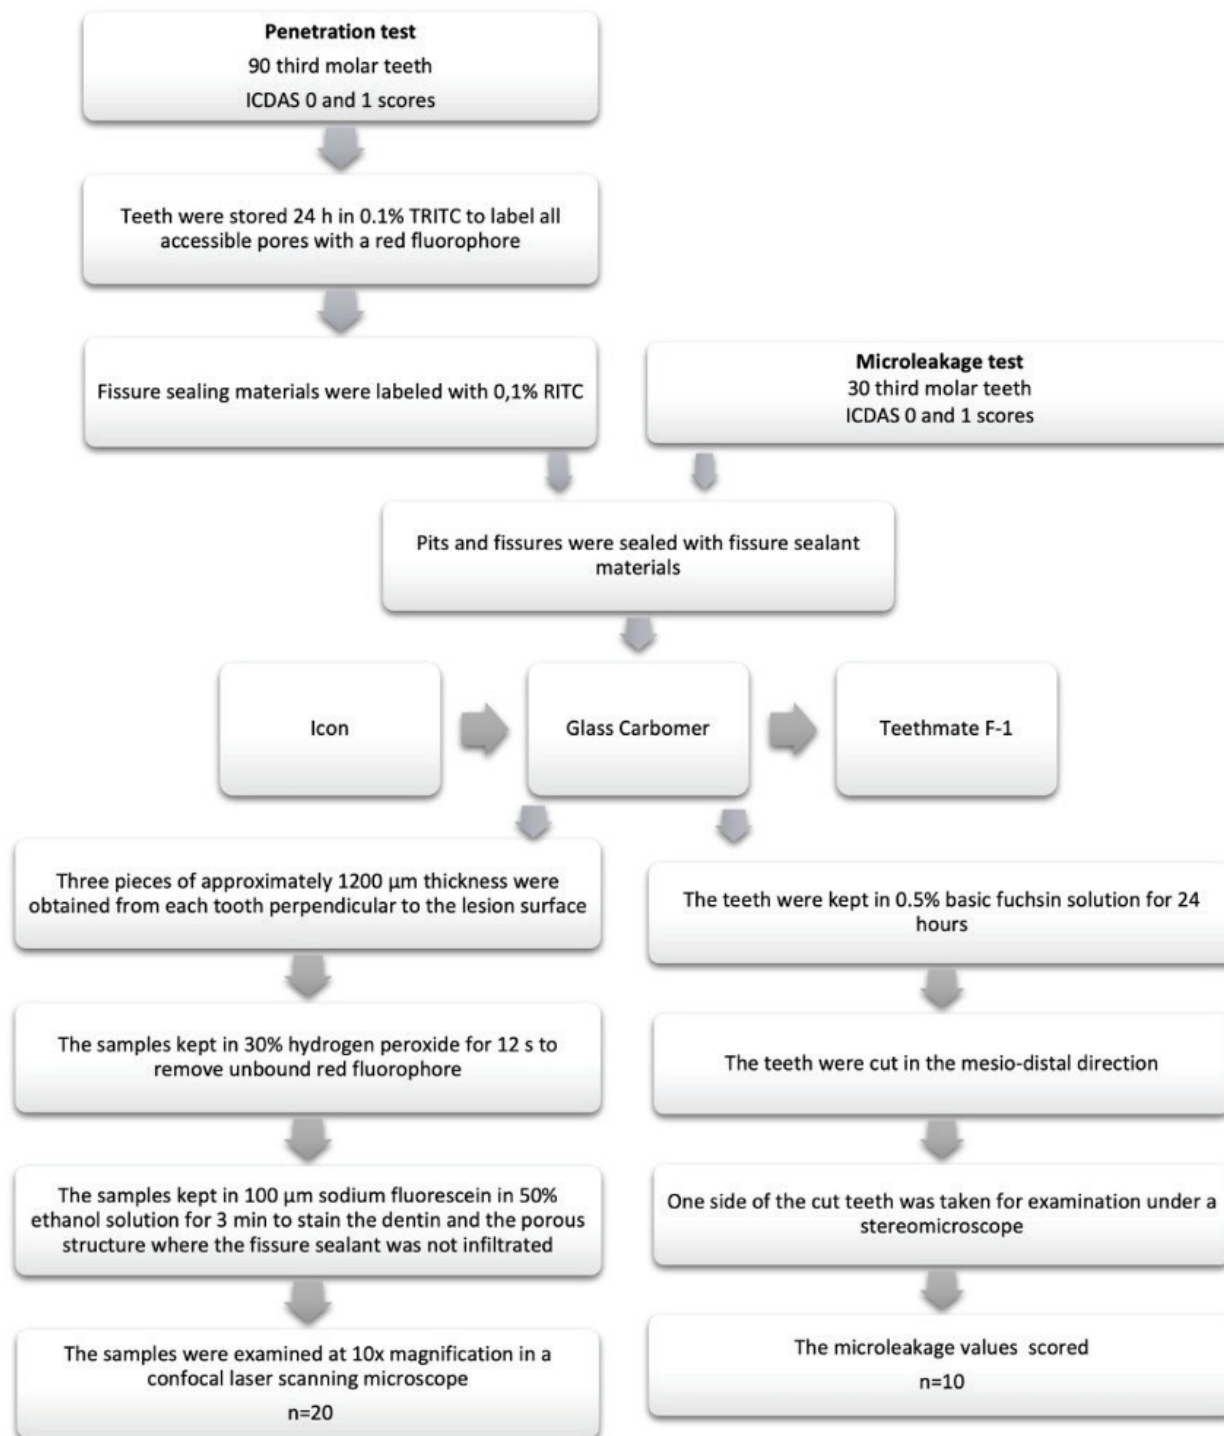 Penetration test
90 third molar teeth
ICDAS 0 and 1 scores
Teeth were stored 24 h in 0.1% TRITC to label all
accessible pores with a red fluorophore
Fissure sealing materials were labeled with 0,1% RITC
Microleakage test
30 third molar teeth
ICDAS 0 and 1 scores
Pits and fissures were sealed with fissure sealant
materials
Icon
Glass Carbomer
Teethmate F-1
Three pieces of approximately 1200 µm thickness were
obtained from each tooth perpendicular to the lesion surface
The samples kept in 30% hydrogen peroxide for 12 s to
remove unbound red fluorophore
The samples kept in 100 µm sodium fluorescein in 50%
ethanol solution for 3 min to stain the dentin and the porous
structure where the fissure sealant was not infiltrated
The samples were examined at 10x magnification in a
confocal laser scanning microscope
n=20
The teeth were kept in 0.5% basic fuchsin solution for 24
hours
The teeth were cut in the mesio-distal direction
One side of the cut teeth was taken for examination under a
stereomicroscope
The microleakage values scored
n=10